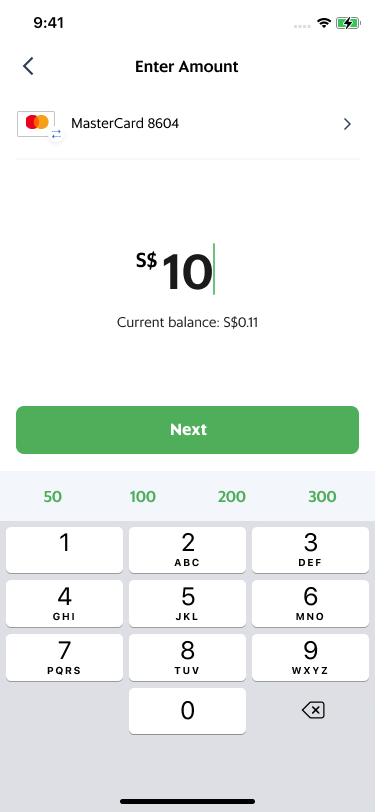 9:41
Enter Amount
MasterCard 8604
S$ 10
Current balance: S$0.11
Next
50 100 200 300
1 2 3
ABC DEF
4 5 6
GHI JKL MNO
7 8 9
PQRS TUV WXYZ
0